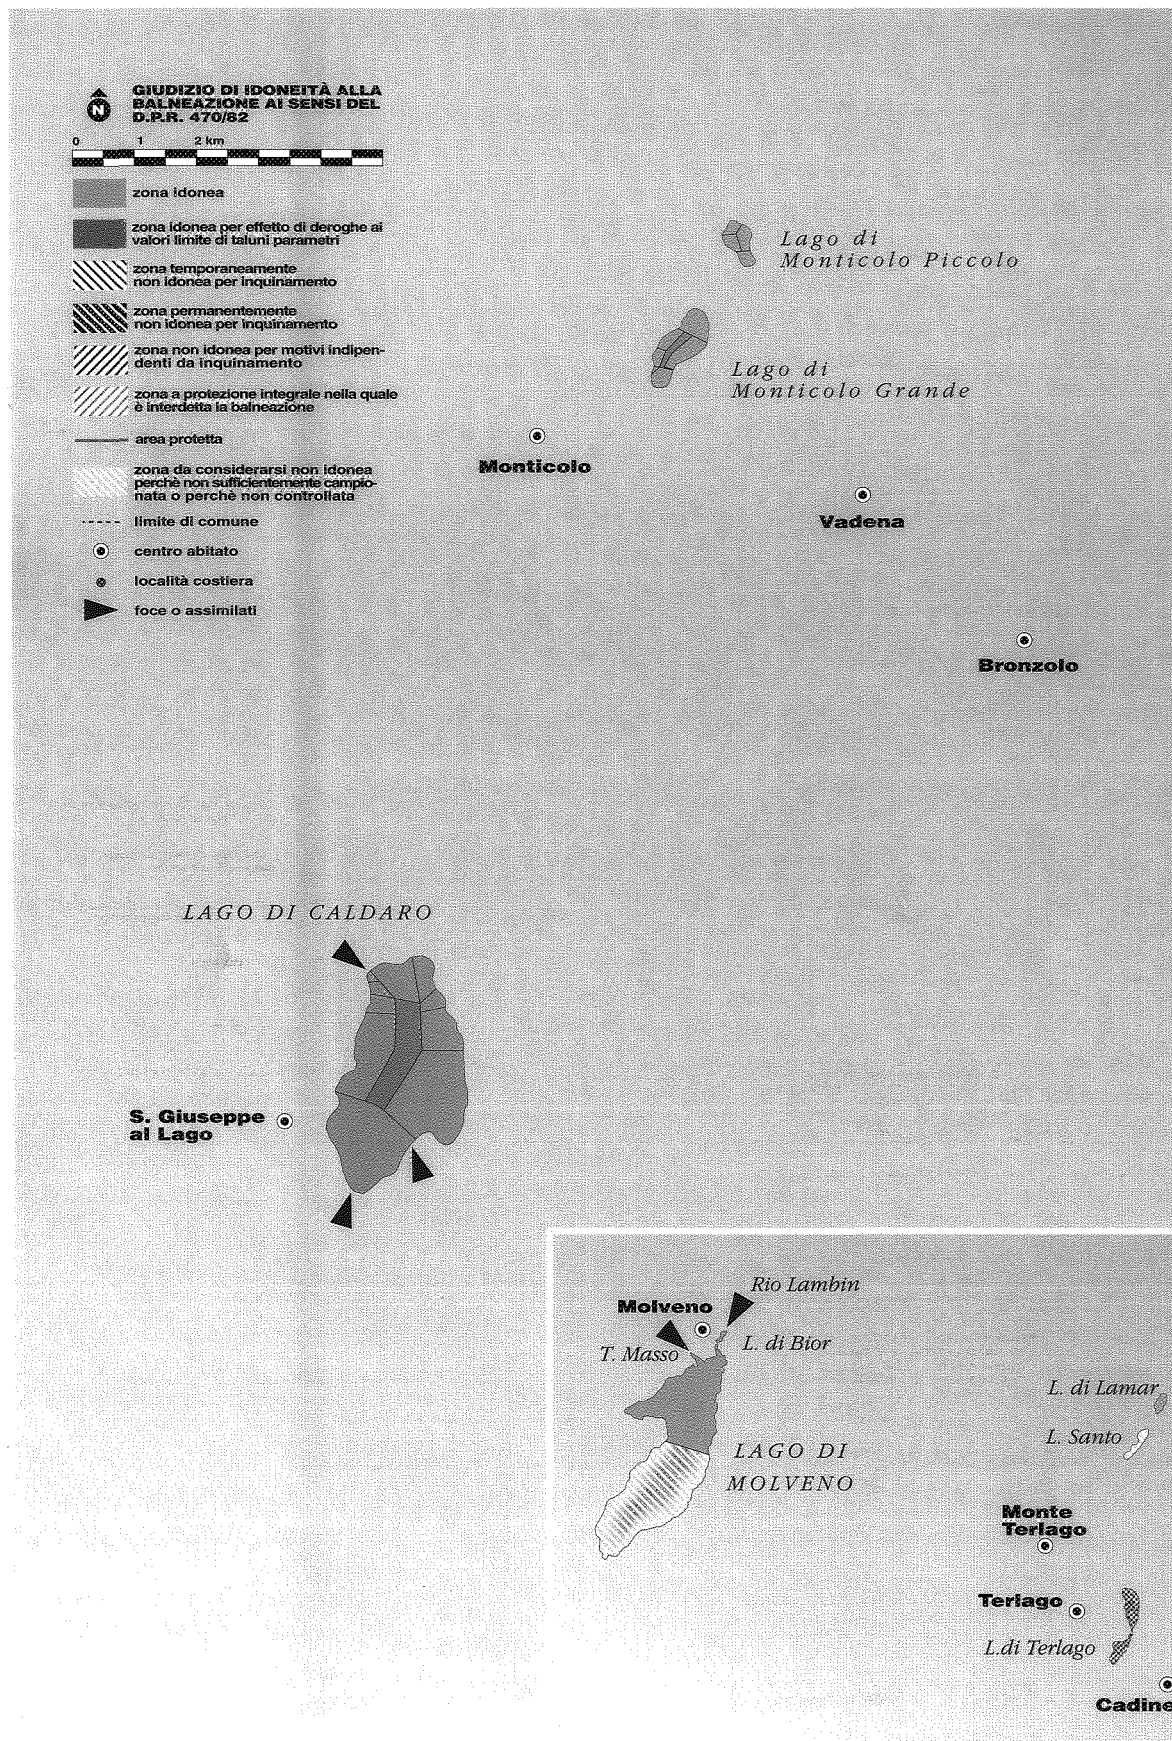 GIUDIZIO DI IDONEITÀ ALLA
BALNEAZIONE AI SENSI DEL
D.P.R. 470/82
N
0 1 2 km
zona idonea
zona idonea per effetto di deroghe ai
valori limite di taluni parametri
zona temporaneamente
non idonea per inquinamento
zona permanentemente
non idonea per inquinamento
zona non idonea per motivi indipen-
denti da inquinamento
zona a protezione integrale nella quale
è interdetta la balneazione
area protetta
zona da considerarsi non idonea
perchè non sufficientemente campio-
nata o perchè non controllata
limite di comune
centro abitato
località costiera
foce o assimilati
Lago di
Monticolo Piccolo
Lago di
Monticolo Grande
Monticolo
Vadena
Bronzolo
LAGO DI CALDARO
S. Giuseppe
al Lago
Rio Lambin
Molveno
L. di Bior
T. Masso
L. di Lamar
L. Santo
LAGO DI
MOLVENO
Monte
Terlago
Terlago
L.di Terlago
Cadine